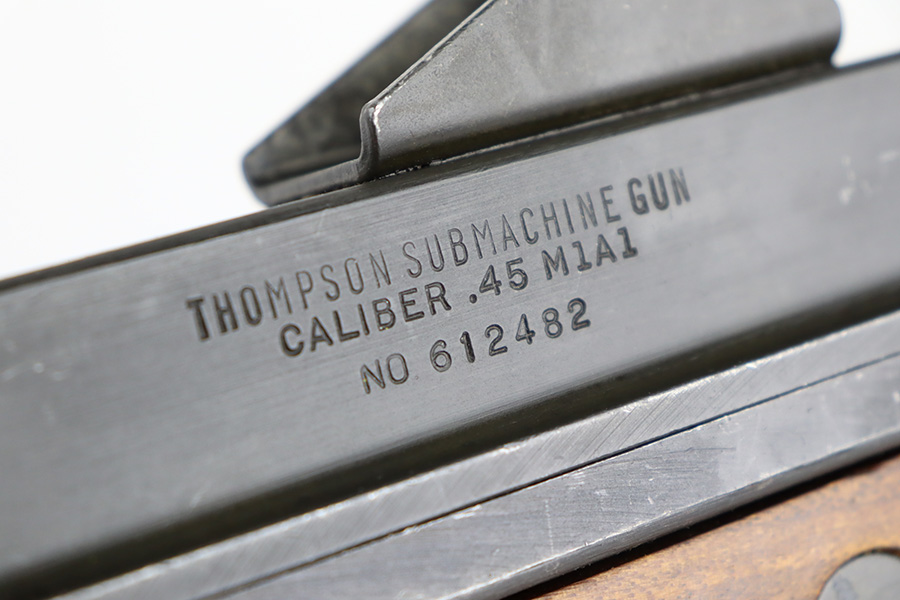 THOMPSON SUBMACHINE GUN
CALIBER .45 M1A1
NO 612482